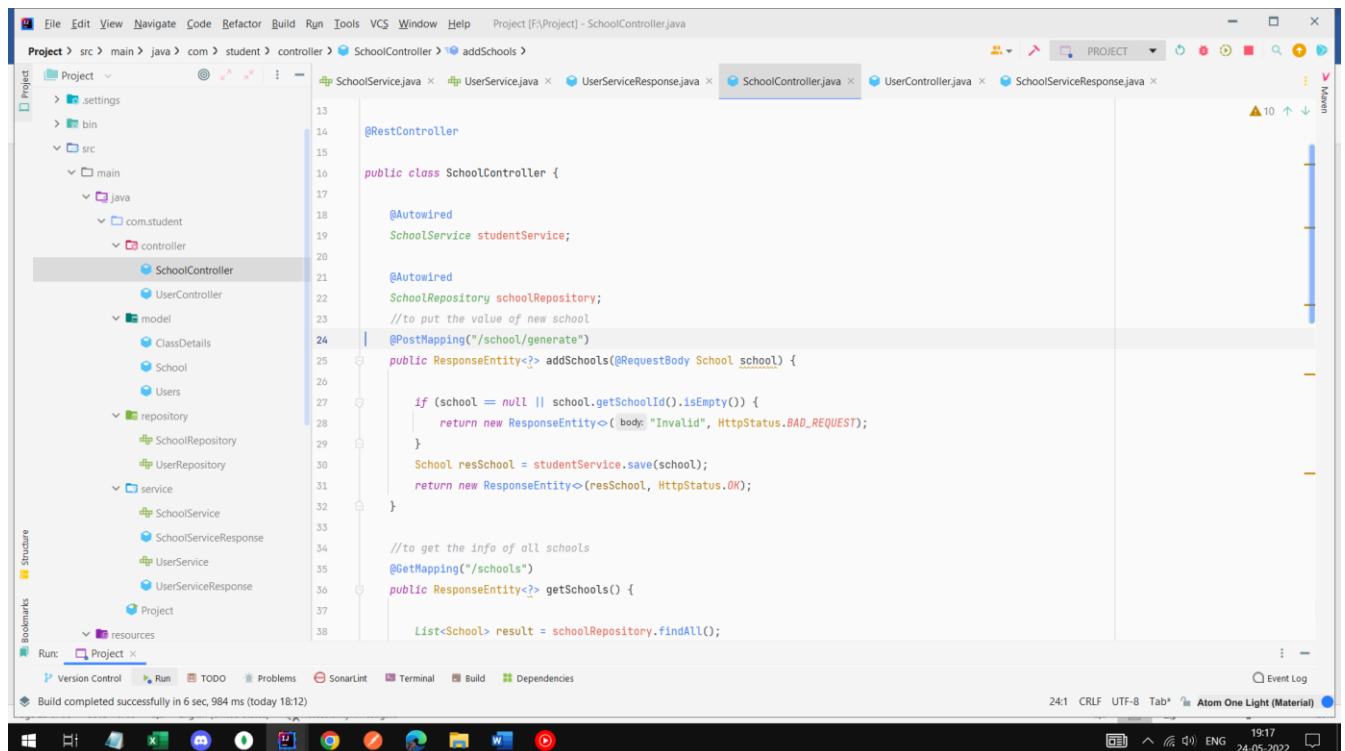 File Edit View Navigate Code Refactor Build Run Tools VCS Window Help Project [F:\Project] - SchoolController.java
Project > src > main > java > com > student > controller > SchoolController > addSchools >
PROJECT
Project
SchoolService.java
UserService.java
UserServiceResponse.java
SchoolController.java
UserController.java
SchoolServiceResponse.java
Project
Maven
Structure
Bookmarks
.settings
bin
src
main
java
com.student
controller
SchoolController
UserController
model
ClassDetails
School
Users
repository
SchoolRepository
UserRepository
service
SchoolService
SchoolServiceResponse
UserService
UserServiceResponse
Project
resources
10
13
14 @RestController
15
16 public class SchoolController {
17
18 @Autowired
19 SchoolService studentService;
20
21 @Autowired
22 SchoolRepository schoolRepository;
23 //to put the value of new school
24 @PostMapping("/school/generate")
25 public ResponseEntity<?> addSchools(@RequestBody School school) {
26
27 if (school == null || school.getSchoolId().isEmpty()) {
28 return new ResponseEntity<>( body: "Invalid", HttpStatus.BAD_REQUEST);
29 }
30 School resSchool = studentService.save(school);
31 return new ResponseEntity<>(resSchool, HttpStatus.OK);
32 }
33
34 //to get the info of all schools
35 @GetMapping("/schools")
36 public ResponseEntity<?> getSchools() {
37
38 List<School> result = schoolRepository.findAll();
Run: Project
Version Control Run TODO Problems SonarLint Terminal Build Dependencies Event Log
Build completed successfully in 6 sec, 984 ms (today 18:12) 24:1 CRLF UTF-8 Tab* Atom One Light (Material)
ENG 19:17
24-05-2022